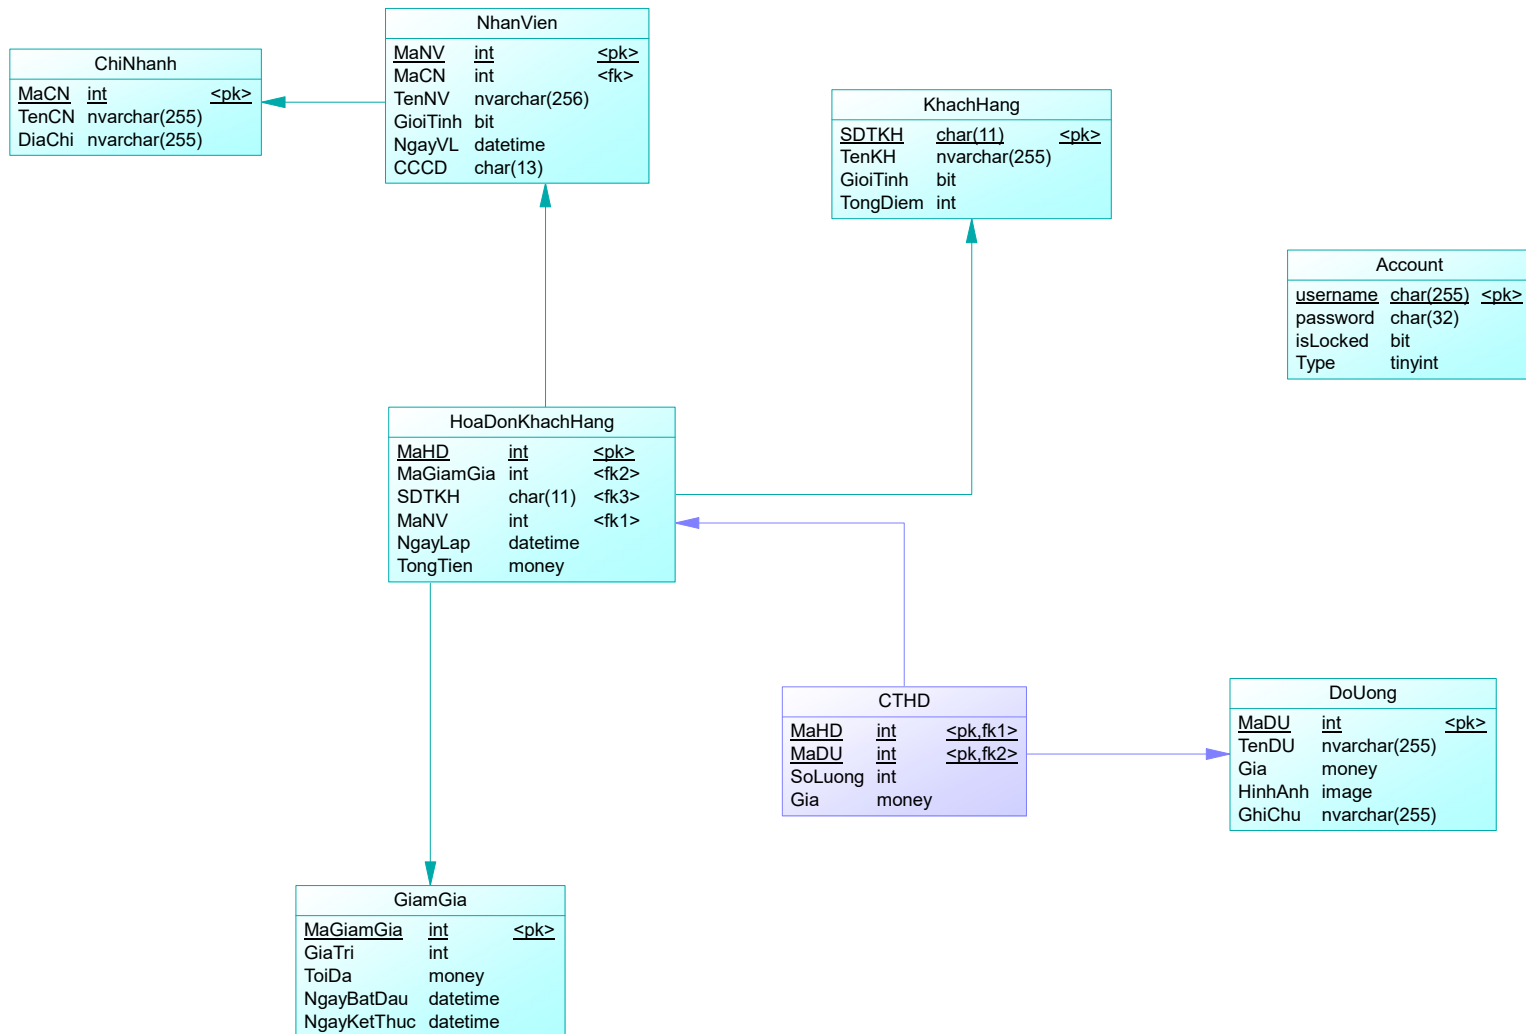 NhanVien
MaNV int <pk>
MaCN int <fk>
TenNV nvarchar(256)
GioiTinh bit
NgayVL datetime
CCCD char(13)
ChiNhanh
MaCN int <pk>
TenCN nvarchar(255)
DiaChi nvarchar(255)
KhachHang
SDTKH char(11) <pk>
TenKH nvarchar(255)
GioiTinh bit
TongDiem int
Account
username char(255) <pk>
password char(32)
isLocked bit
Type tinyint
HoaDonKhachHang
MaHD int <pk>
MaGiamGia int <fk2>
SDTKH char(11) <fk3>
MaNV int <fk1>
NgayLap datetime
TongTien money
CTHD
MaHD int <pk,fk1>
MaDU int <pk,fk2>
SoLuong int
Gia money
DoUong
MaDU int <pk>
TenDU nvarchar(255)
Gia money
HinhAnh image
GhiChu nvarchar(255)
GiamGia
MaGiamGia int <pk>
GiaTri int
ToiDa money
NgayBatDau datetime
NgayKetThuc datetime